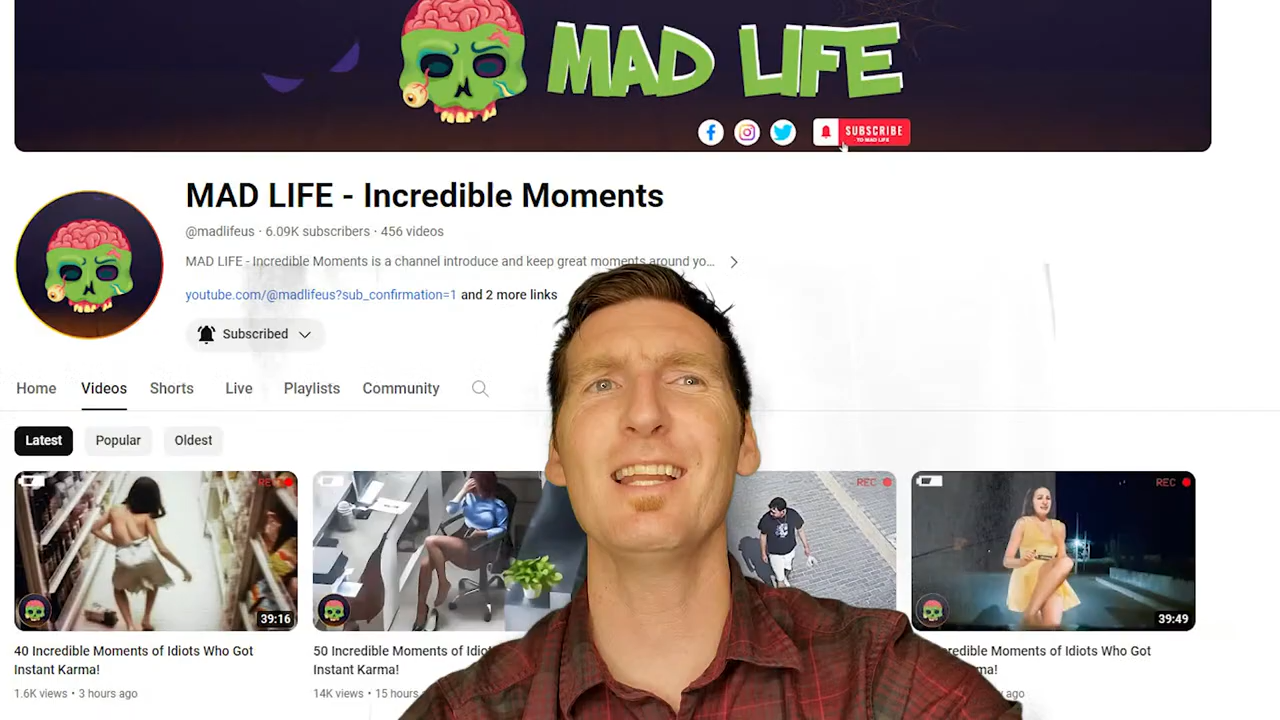 MAD LIFE
SUBSCRIBE
TO MAD LIFE
MAD LIFE - Incredible Moments
@madlifeus · 6.09K subscribers · 456 videos
MAD LIFE - Incredible Moments is a channel introduce and keep great moments around yo...
youtube.com/@madlifeus?sub_confirmation=1 and 2 more links
Subscribed
Home Videos Shorts Live Playlists Community
Latest Popular Oldest
REC REC REC
39:16 39:49
40 Incredible Moments of Idiots Who Got
Instant Karma!
1.6K views • 3 hours ago
50 Incredible Moments of Idi
Instant Karma!
14K views • 15 hours
redible Moments of Idiots Who Got
ma!
ago